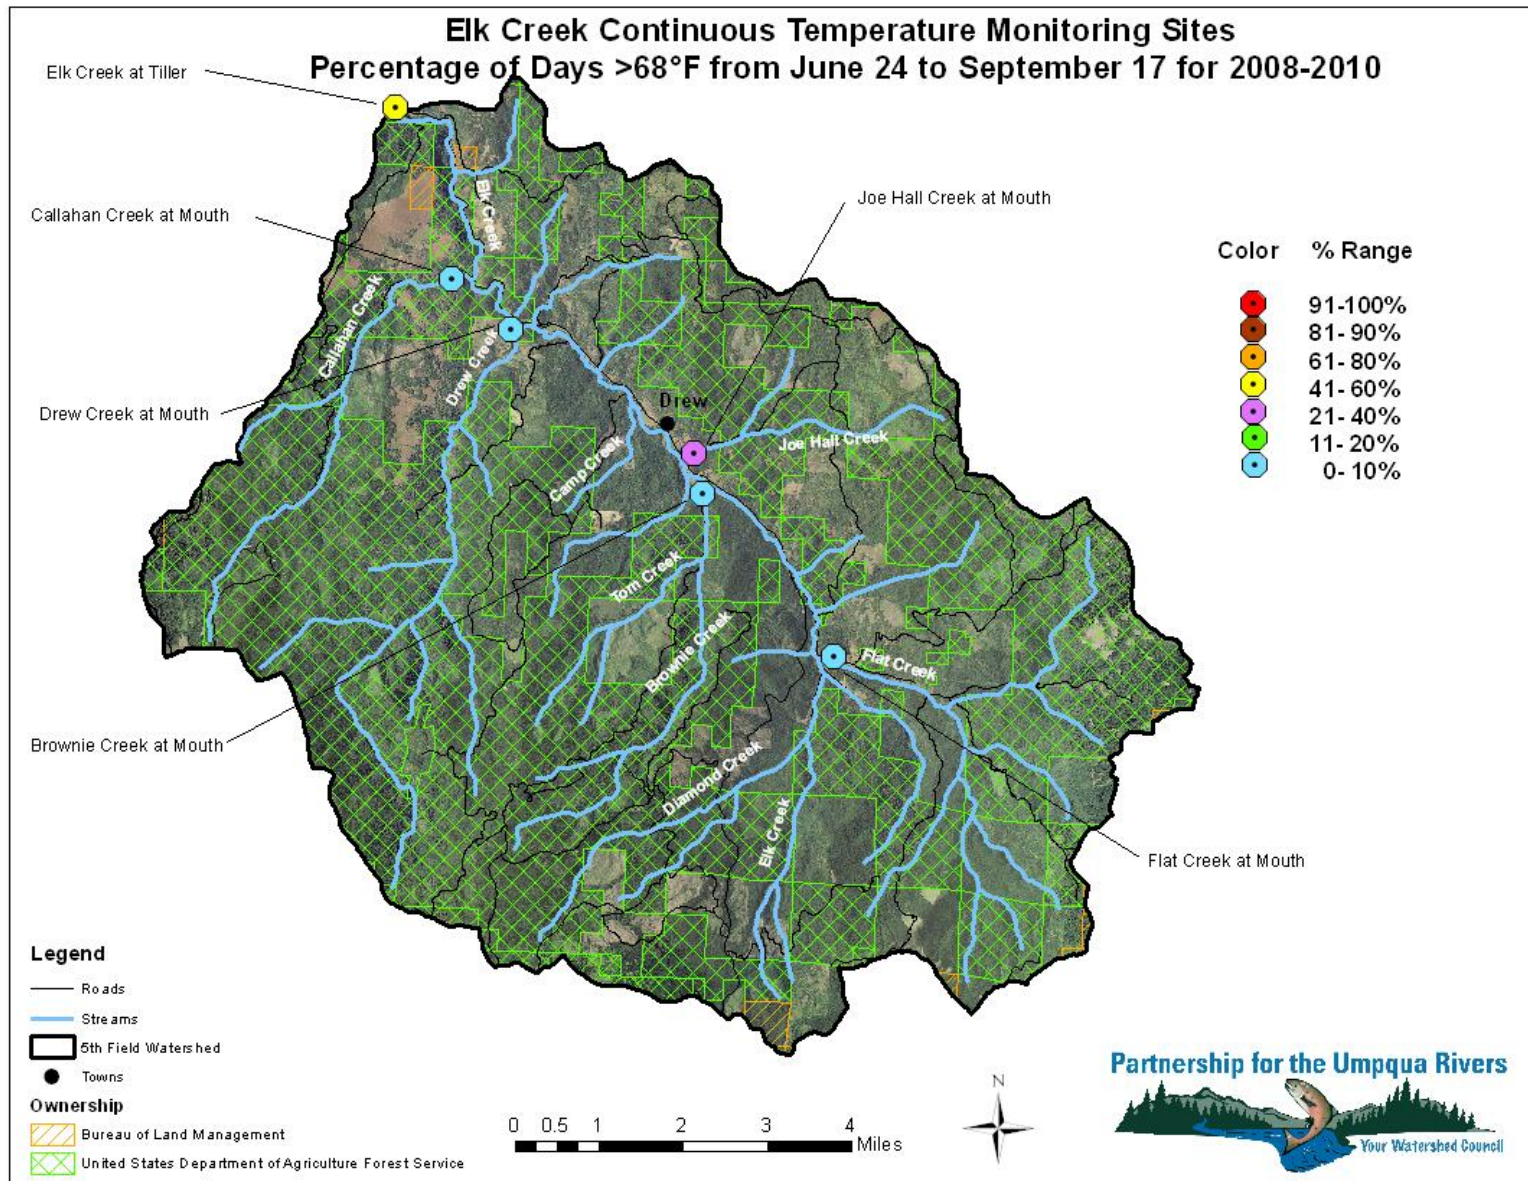 Elk Creek Continuous Temperature Monitoring Sites
Percentage of Days >68°F from June 24 to September 17 for 2008-2010
Elk Creek at Tiller
Callahan Creek at Mouth
Joe Hall Creek at Mouth
Drew Creek at Mouth
Brownie Creek at Mouth
Flat Creek at Mouth
Elk Creek
Callahan Creek
Drew Creek
Drew
Joe Hall Creek
Camp Creek
Tom Creek
Brownie Creek
Flat Creek
Diamond Creek
Elk Creek
Color % Range
91-100%
81-90%
61-80%
41-60%
21-40%
11-20%
0-10%
Legend
Roads
Streams
5th Field Watershed
Towns
Ownership
Bureau of Land Management
United States Department of Agriculture Forest Service
0 0.5 1 2 3 4
Miles
N
Partnership for the Umpqua Rivers
Your Watershed Council